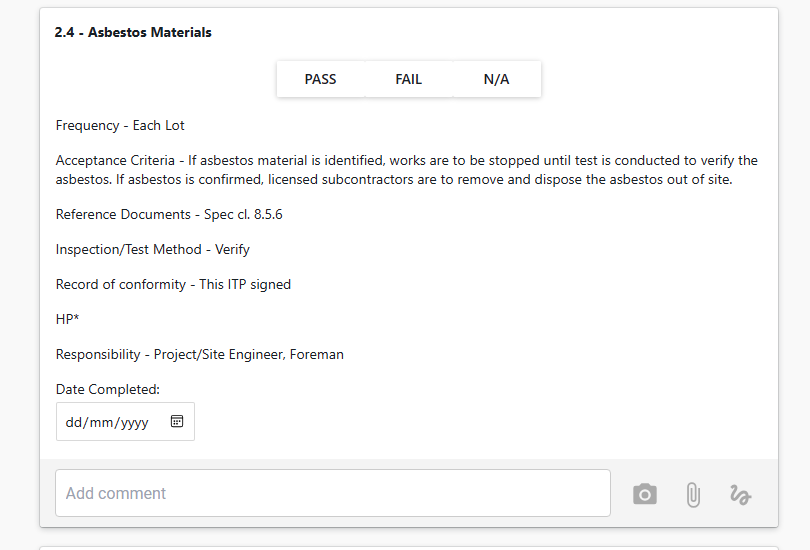 2.4 - Asbestos Materials
PASS FAIL N/A
Frequency - Each Lot
Acceptance Criteria - If asbestos material is identified, works are to be stopped until test is conducted to verify the
asbestos. If asbestos is confirmed, licensed subcontractors are to remove and dispose the asbestos out of site.
Reference Documents - Spec cl. 8.5.6
Inspection/Test Method - Verify
Record of conformity - This ITP signed
HP*
Responsibility - Project/Site Engineer, Foreman
Date Completed:
dd/mm/yyyy
Add comment